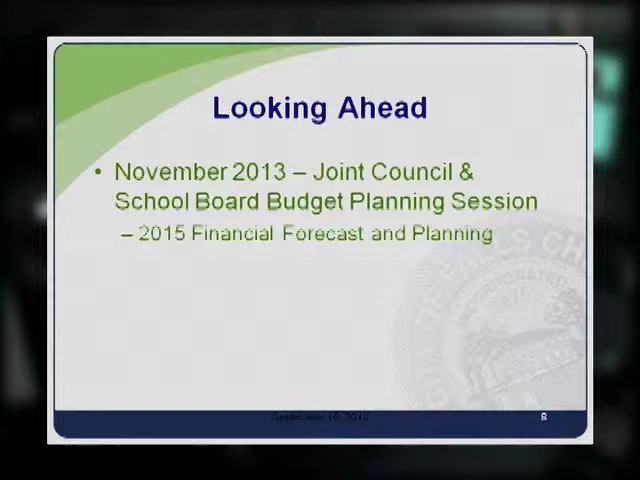 Looking Ahead
• November 2013 – Joint Council &
School Board Budget Planning Session
– 2015 Financial Forecast and Planning
8